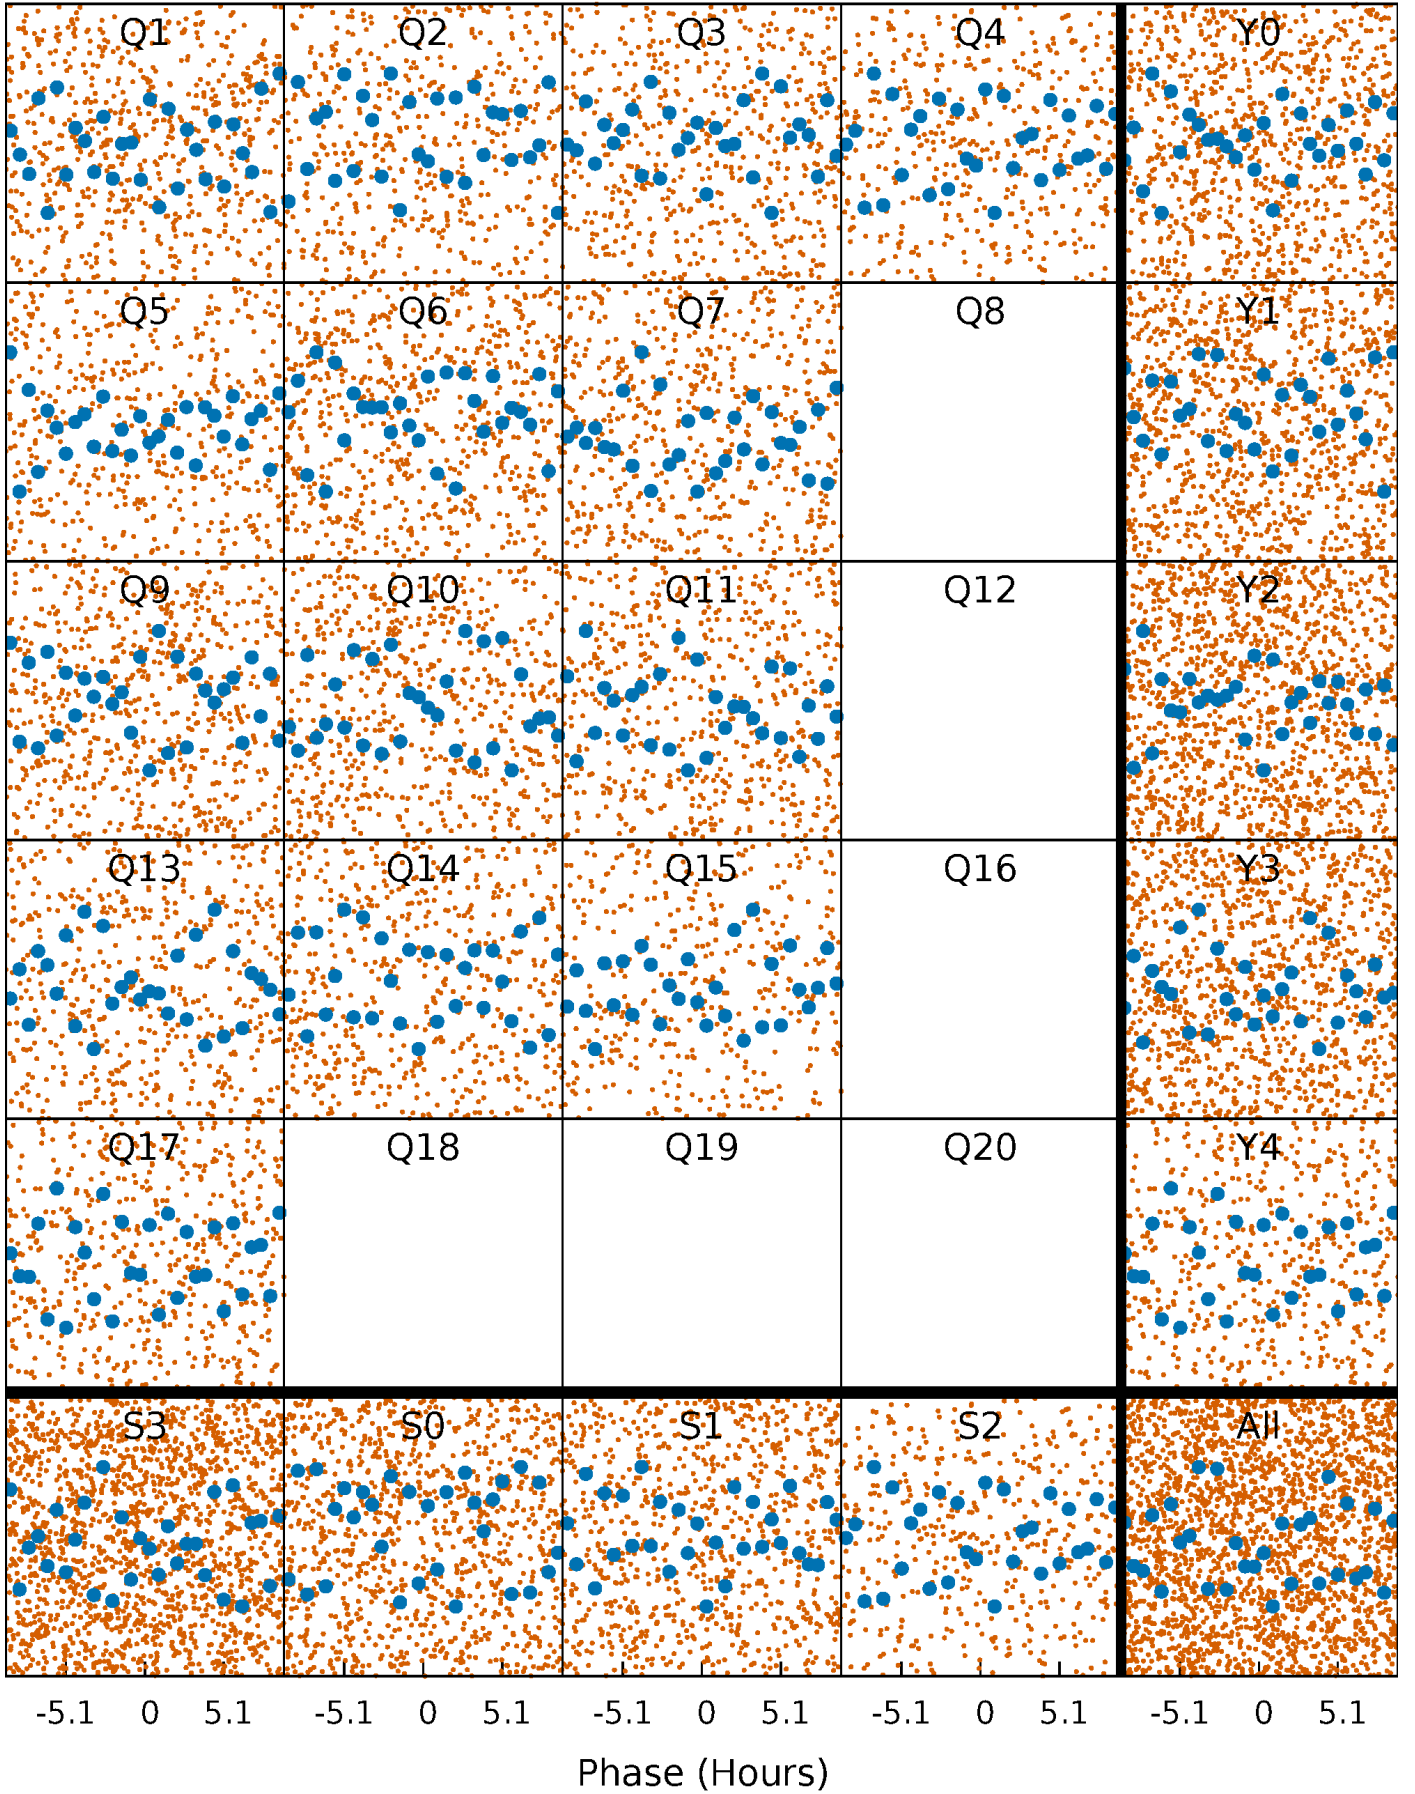 Q1 Q2 Q3 Q4 Y0
Q5 Q6 Q7 Q8 Y1
Q9 Q10 Q11 Q12 Y2
Q13 Q14 Q15 Q16 Y3
Q17 Q18 Q19 Q20 Y4
S3 S0 S1 S2 All
-5.1 0 5.1 -5.1 0 5.1 -5.1 0 5.1 -5.1 0 5.1 -5.1 0 5.1
Phase (Hours)